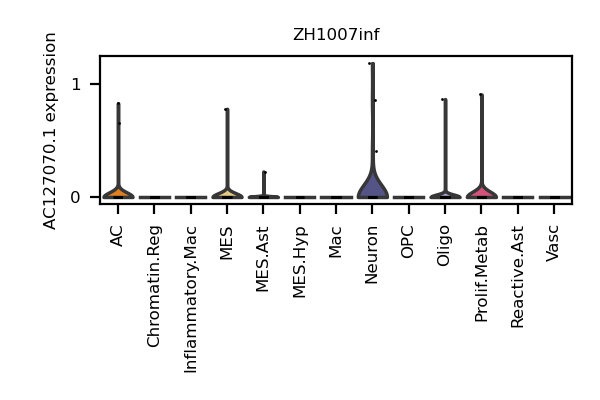 ZH1007inf
AC127070.1 expression
1
0
AC
Chromatin.Reg
Inflammatory.Mac
MES
MES.Ast
MES.Hyp
Mac
Neuron
OPC
Oligo
Prolif.Metab
Reactive.Ast
Vasc